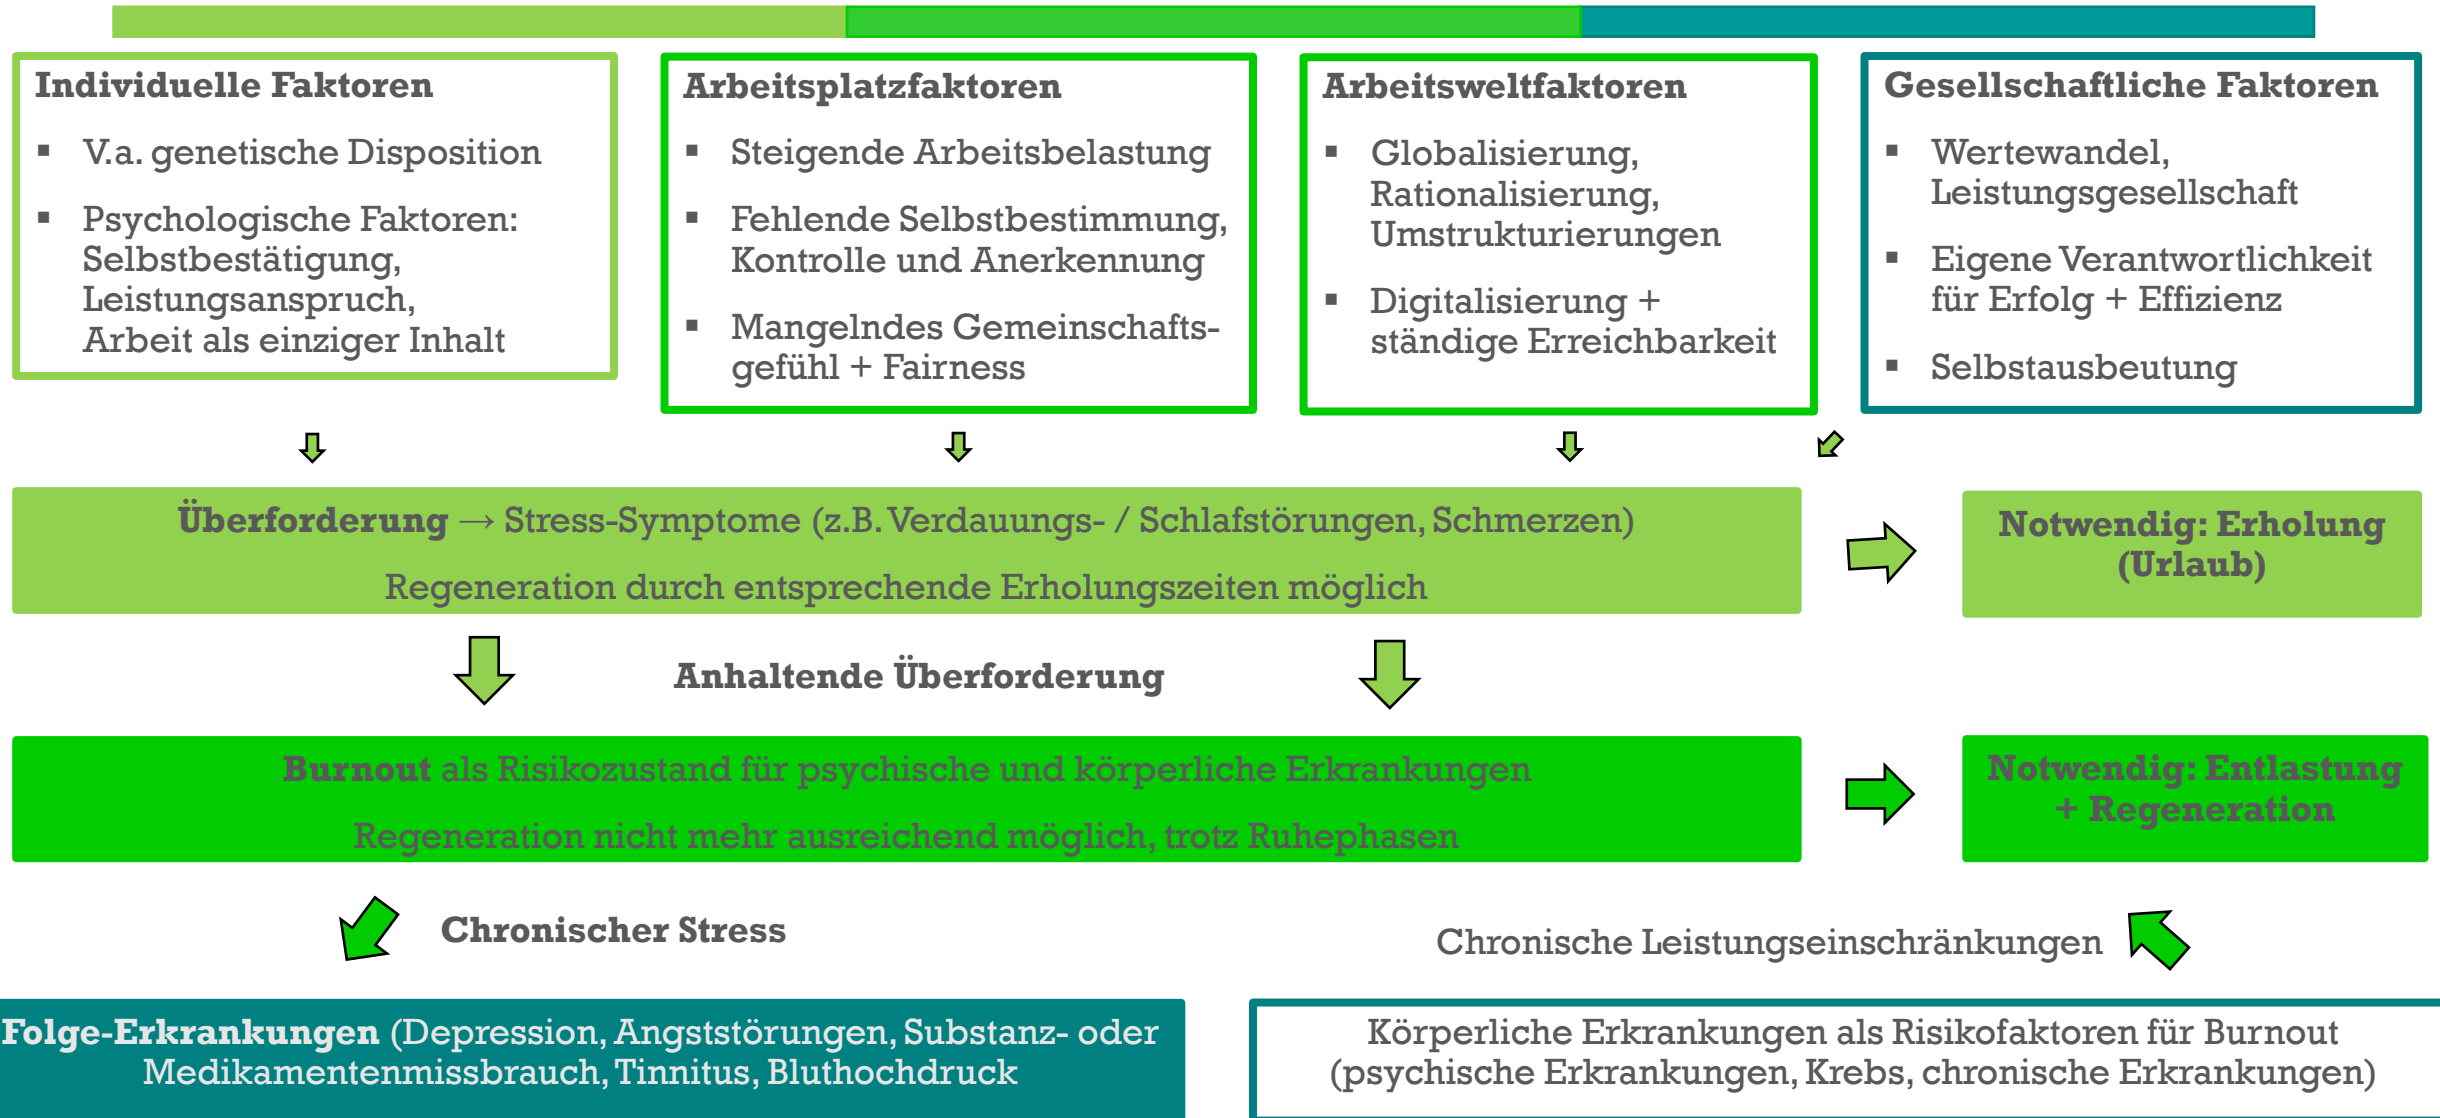 Individuelle Faktoren
▪ V.a. genetische Disposition
▪ Psychologische Faktoren:
Selbstbestätigung,
Leistungsanspruch,
Arbeit als einziger Inhalt
Arbeitsplatzfaktoren
▪ Steigende Arbeitsbelastung
▪ Fehlende Selbstbestimmung,
Kontrolle und Anerkennung
▪ Mangelndes Gemeinschafts-
gefühl + Fairness
Arbeitsweltfaktoren
▪ Globalisierung,
Rationalisierung,
Umstrukturierungen
▪ Digitalisierung +
ständige Erreichbarkeit
Gesellschaftliche Faktoren
▪ Wertewandel,
Leistungsgesellschaft
▪ Eigene Verantwortlichkeit
für Erfolg + Effizienz
▪ Selbstausbeutung
Überforderung → Stress-Symptome (z.B. Verdauungs- / Schlafstörungen, Schmerzen)
Regeneration durch entsprechende Erholungszeiten möglich
Notwendig: Erholung
(Urlaub)
Anhaltende Überforderung
Burnout als Risikozustand für psychische und körperliche Erkrankungen
Regeneration nicht mehr ausreichend möglich, trotz Ruhephasen
Notwendig: Entlastung
+ Regeneration
Chronischer Stress
Chronische Leistungseinschränkungen
Folge-Erkrankungen (Depression, Angststörungen, Substanz- oder
Medikamentenmissbrauch, Tinnitus, Bluthochdruck
Körperliche Erkrankungen als Risikofaktoren für Burnout
(psychische Erkrankungen, Krebs, chronische Erkrankungen)